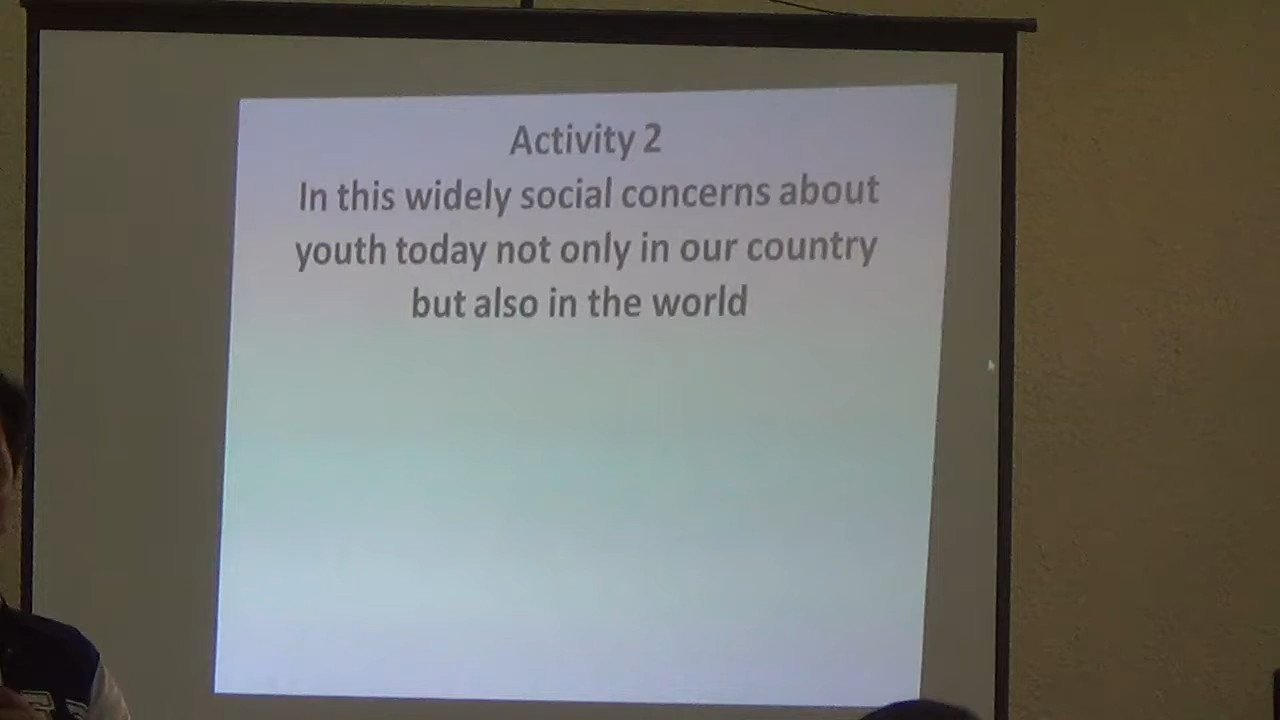 Activity 2
In this widely social concerns about
youth today not only in our country
but also in the world